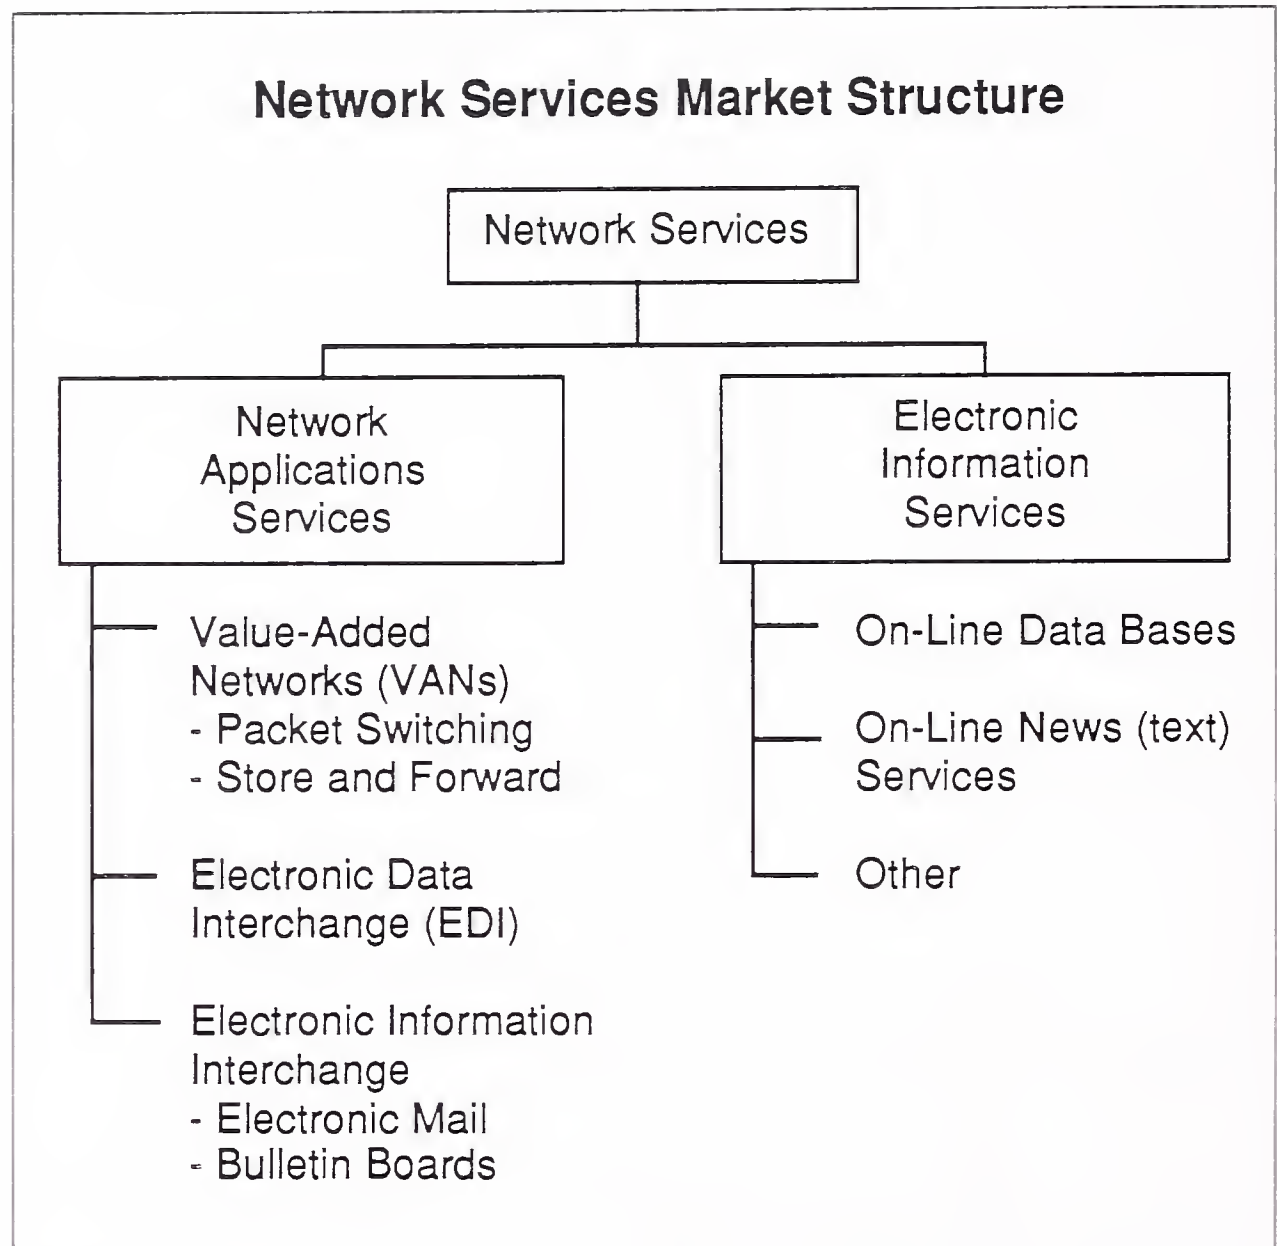 Network Services Market Structure
Network Services
Network
Applications
Services
Value-Added
Networks (VANs)
- Packet Switching
- Store and Forward
Electronic Data
Interchange (EDI)
Electronic Information
Interchange
- Electronic Mail
- Bulletin Boards
Electronic
Information
Services
On-Line Data Bases
On-Line News (text)
Services
Other